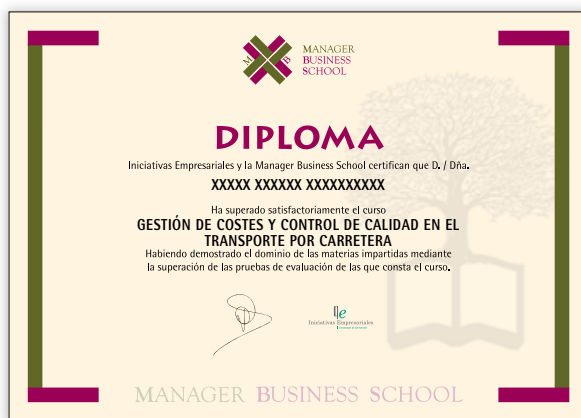 M B
MANAGER
BUSINESS
SCHOOL
DIPLOMA
Iniciativas Empresariales y la Manager Business School certifican que D. / Dña.
XXXXX XXXXXX XXXXXXXXXX
Ha superado satisfactoriamente el curso
GESTIÓN DE COSTES Y CONTROL DE CALIDAD EN EL
TRANSPORTE POR CARRETERA
Habiendo demostrado el dominio de las materias impartidas mediante
la superación de las pruebas de evaluación de las que consta el curso.
Iniciativas Empresariales
MANAGER BUSINESS SCHOOL